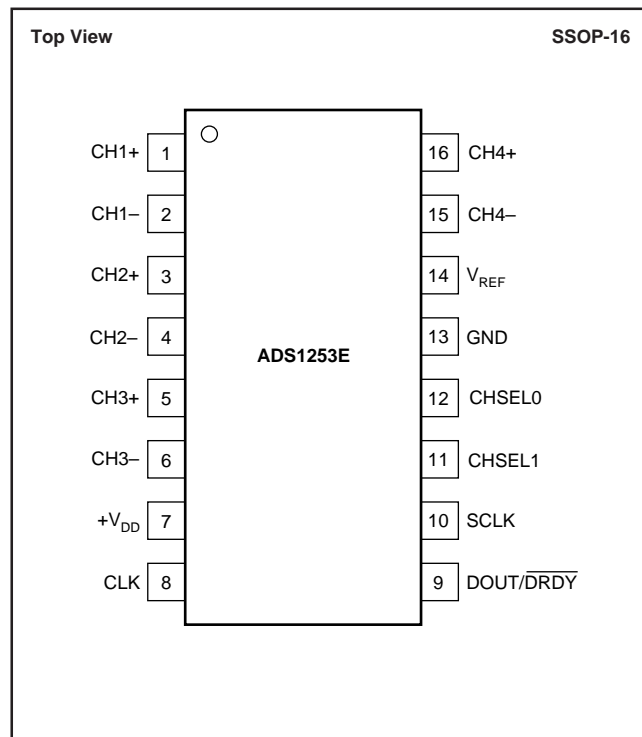 Top View SSOP-16
CH1+ 1 16 CH4+
CH1– 2 15 CH4–
CH2+ 3 14 VREF
CH2– 4 13 GND
ADS1253E
CH3+ 5 12 CHSEL0
CH3– 6 11 CHSEL1
+VDD 7 10 SCLK
CLK 8 9 DOUT/DRDY